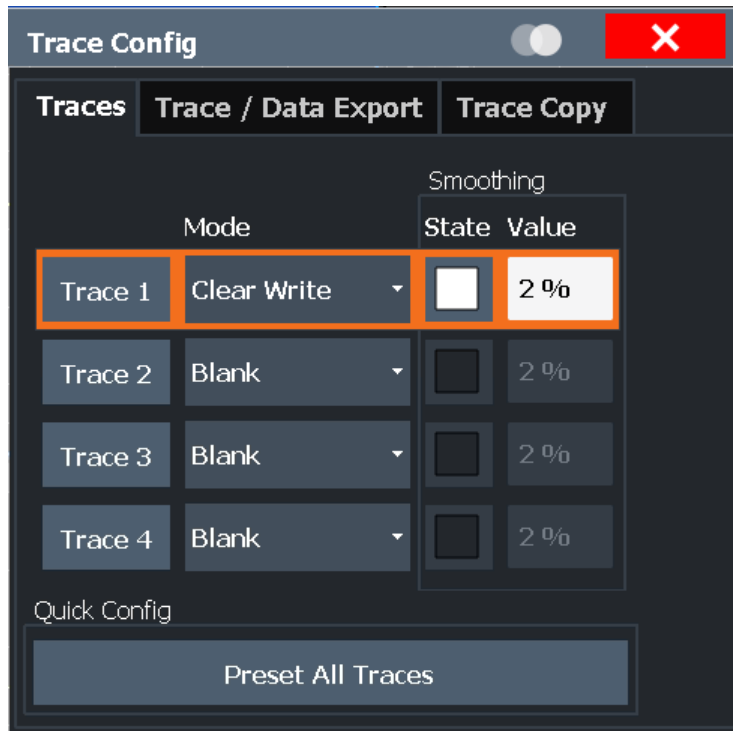 Trace Config
Traces Trace / Data Export Trace Copy
Smoothing
Mode State Value
Trace 1 Clear Write 2 %
Trace 2 Blank 2 %
Trace 3 Blank 2 %
Trace 4 Blank 2 %
Quick Config
Preset All Traces